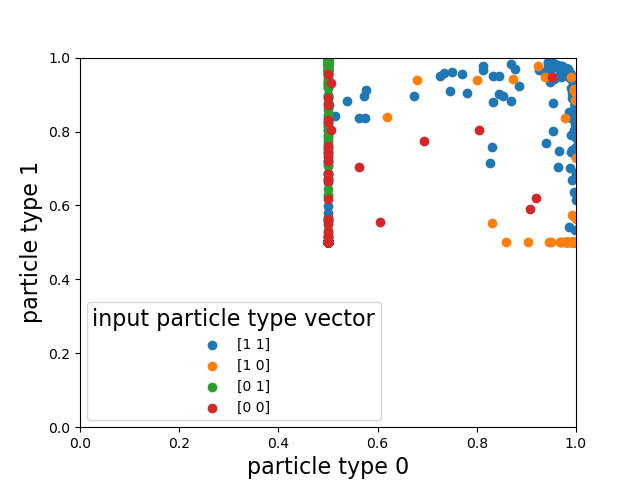 1.0
0.8
0.6
0.4
0.2
0.0
particle type 1
input particle type vector
[1 1]
[1 0]
[0 1]
[0 0]
0.0 0.2 0.4 0.6 0.8 1.0
particle type 0